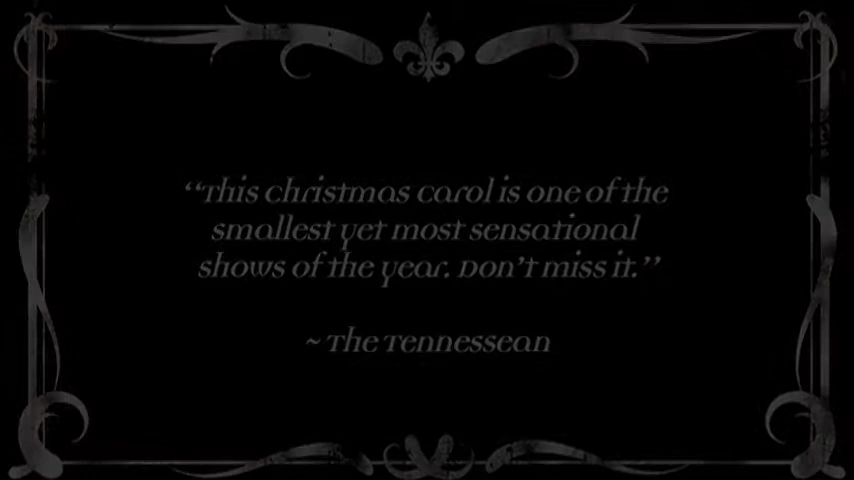 “This christmas carol is one of the
smallest yet most sensational
shows of the year. Don’t miss it.”
~ The Tennessean